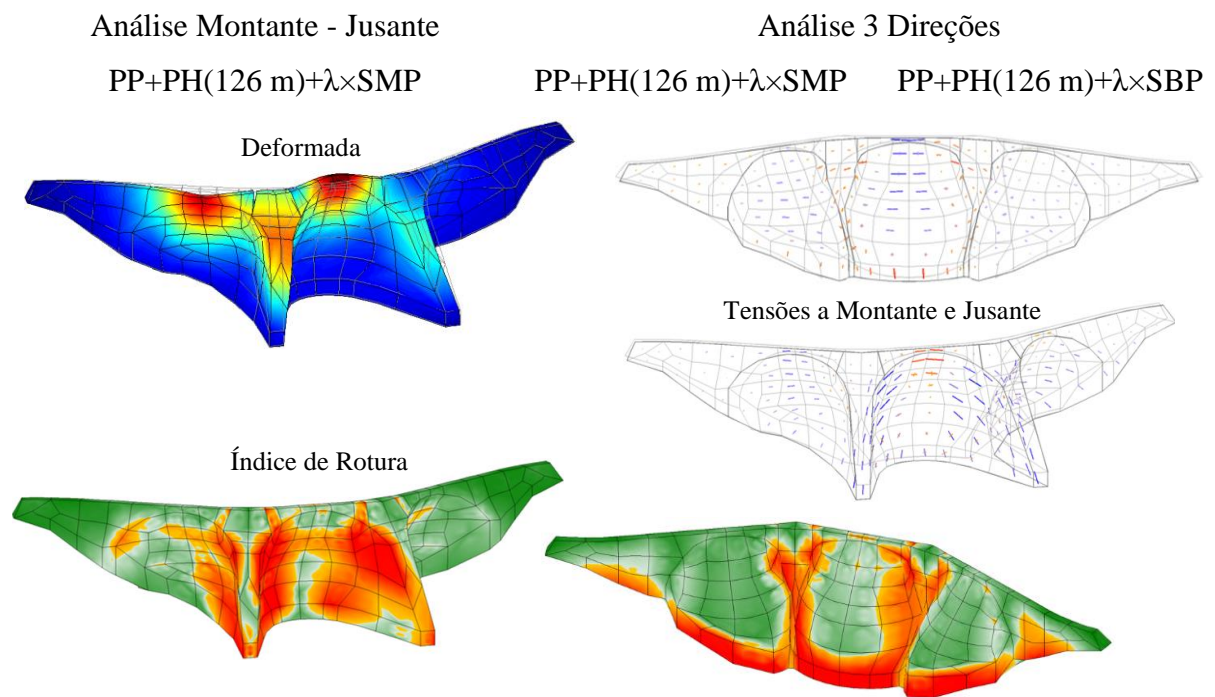 Análise Montante - Jusante
Análise 3 Direções
PP+PH(126 m)+λ×SMP
PP+PH(126 m)+λ×SMP
PP+PH(126 m)+λ×SBP
Deformada
Tensões a Montante e Jusante
Índice de Rotura